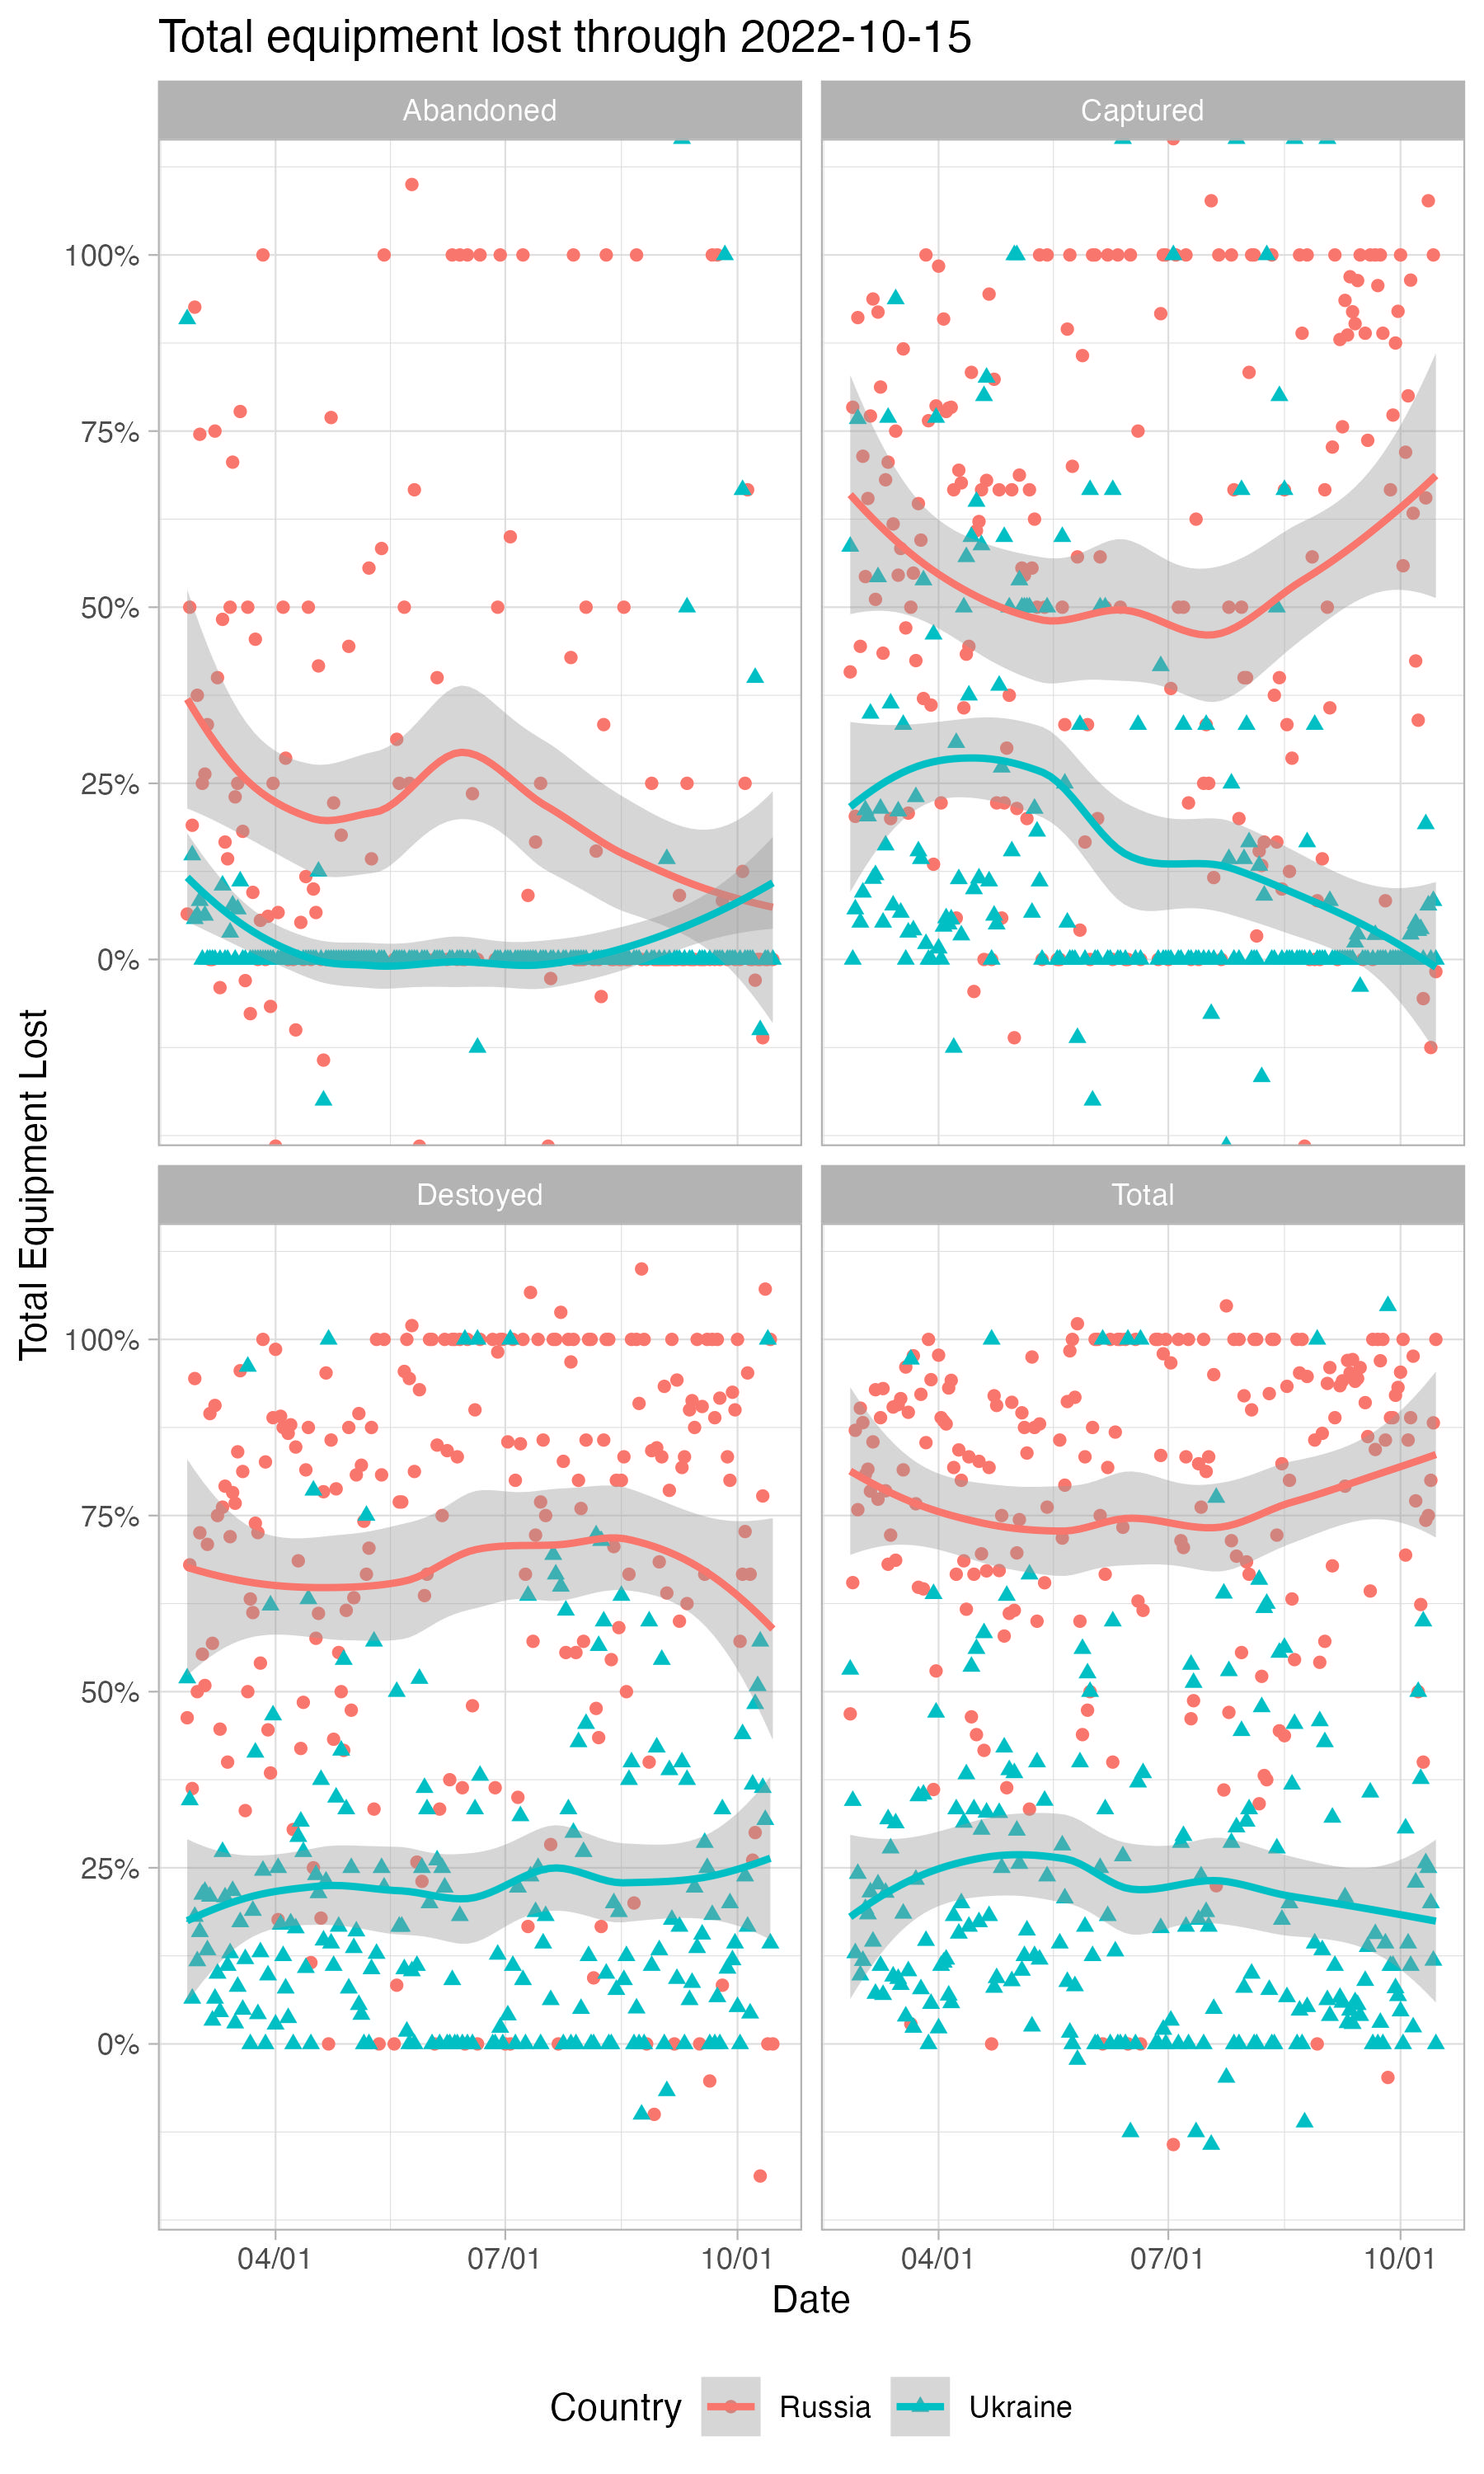 Total equipment lost through 2022-10-15
Abandoned
Captured
100%
75%
50%
25%
0%
Destoyed
Total
100%
75%
50%
25%
0%
Total Equipment Lost
04/01
07/01
10/01
04/01
07/01
10/01
Date
Country
Russia
Ukraine